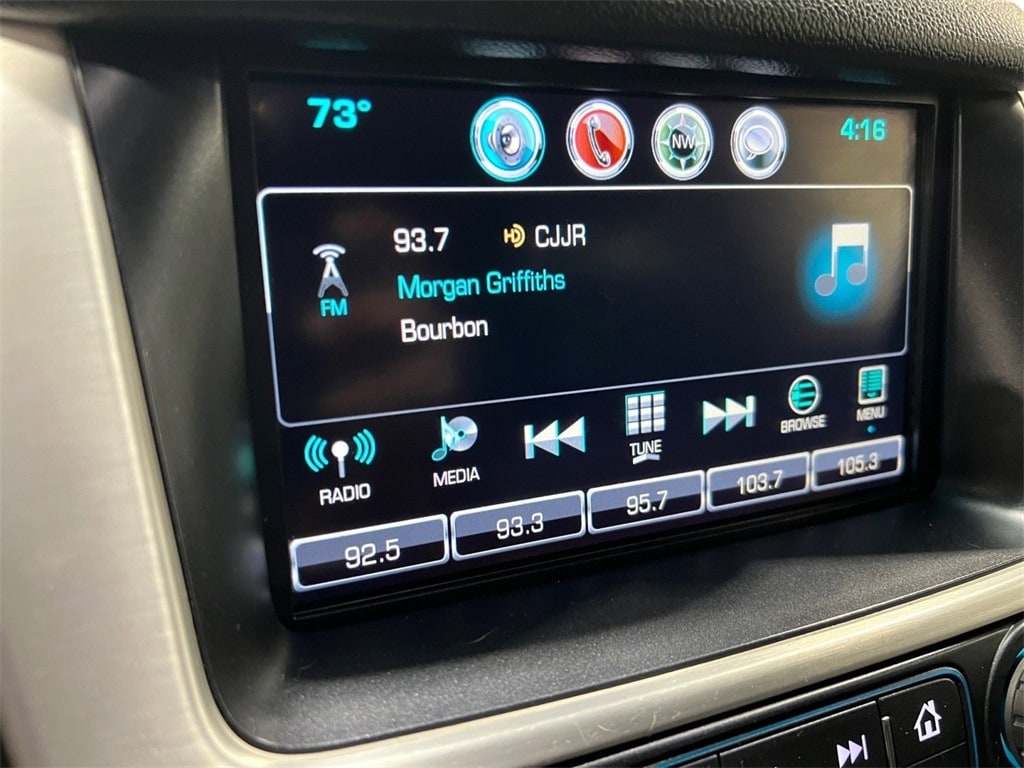 73°
NW
4:16
93.7 HD CJJR
FM
Morgan Griffiths
Bourbon
RADIO
MEDIA
TUNE
BROWSE
MENU
92.5
93.3
95.7
103.7
105.3